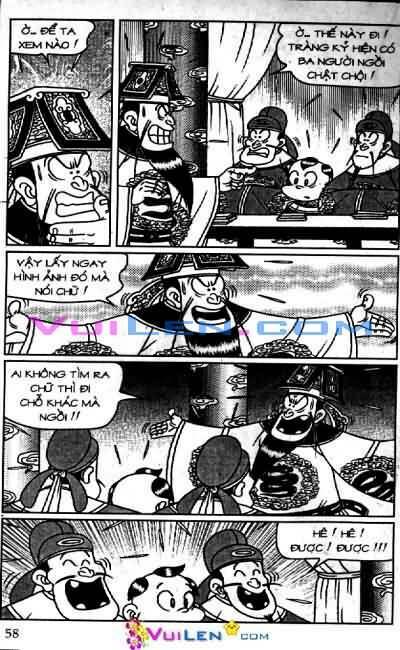 Ờ... ĐỂ TA
XEM NÀO!
Ờ... THẾ NÀY ĐI!
TRÀNG KỶ HIỆN CÓ
BA NGƯỜI NGỒI
CHẬT CHỘI!
VẬY LẤY NGAY
HÌNH ẢNH ĐÓ MÀ
NÓI CHỮ!
VUILEN.COM
AI KHÔNG TÌM RA
CHỮ THÌ ĐI
CHỖ KHÁC MÀ
NGỒI!!
HÊ! HÊ!
ĐƯỢC! ĐƯỢC!!!
58
VUILEN.COM